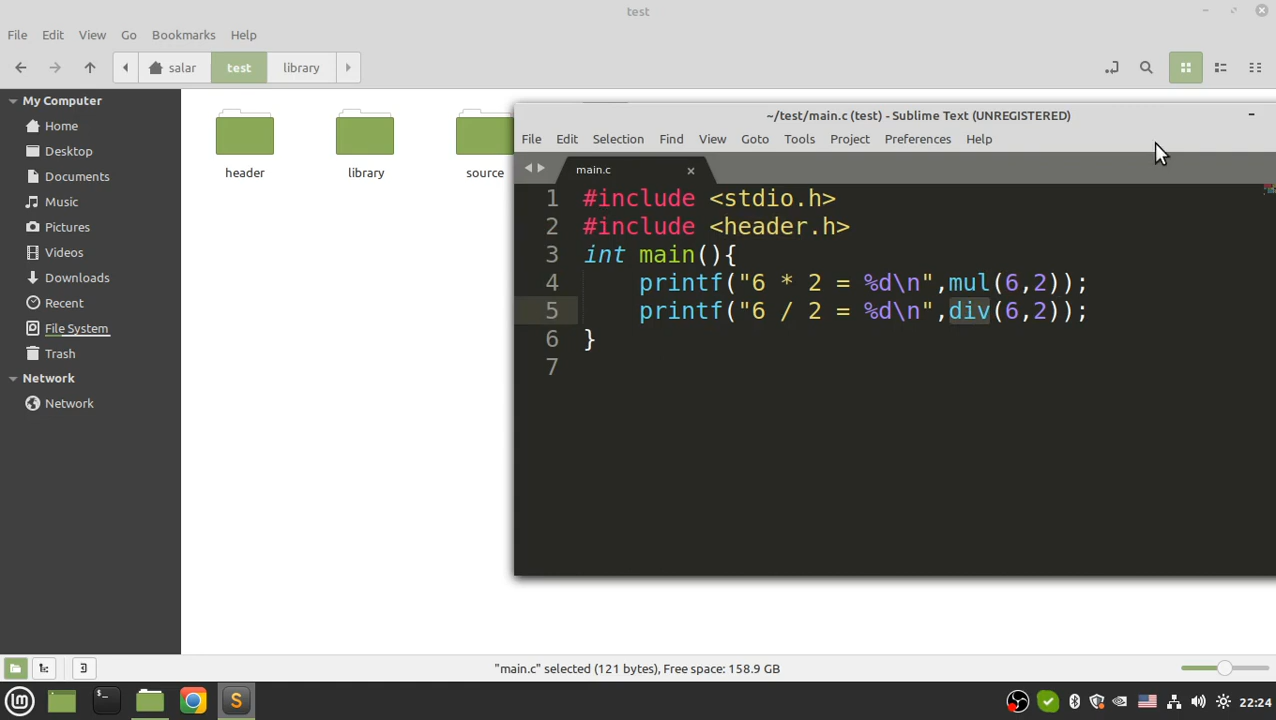 test
File Edit View Go Bookmarks Help
salar test library
My Computer
Home
Desktop
Documents
Music
Pictures
Videos
Downloads
Recent
File System
Trash
Network
Network
header
library
source
~/test/main.c (test) - Sublime Text (UNREGISTERED)
File Edit Selection Find View Goto Tools Project Preferences Help
main.c
1 #include <stdio.h>
2 #include <header.h>
3 int main(){
4 printf("6 * 2 = %d\n",mul(6,2));
5 printf("6 / 2 = %d\n",div(6,2));
6 }
7
"main.c" selected (121 bytes), Free space: 158.9 GB
22:24